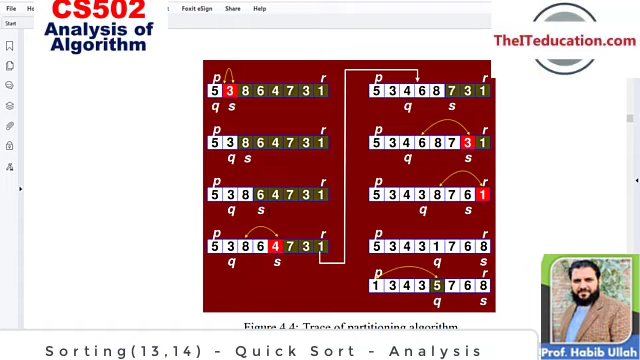 File
H
Help
Foxit eSign
Share
Start
CS502
Analysis of
Algorithm
TheITeducation.com
p r
5 3 8 6 4 7 3 1
q s
p r
5 3 8 6 4 7 3 1
q s
p r
5 3 8 6 4 7 3 1
q s
p r
5 3 8 6 4 7 3 1
q s
p r
5 3 4 6 8 7 3 1
q s
p r
5 3 4 6 8 7 3 1
q s
p r
5 3 4 3 8 7 6 1
q s
p r
5 3 4 3 1 7 6 8
q s
p r
1 3 4 3 5 7 6 8
q s
Figure 4.4: Trace of partitioning algorithm
Prof. Habib Ullah
Sorting(13,14) - Quick Sort - Analysis